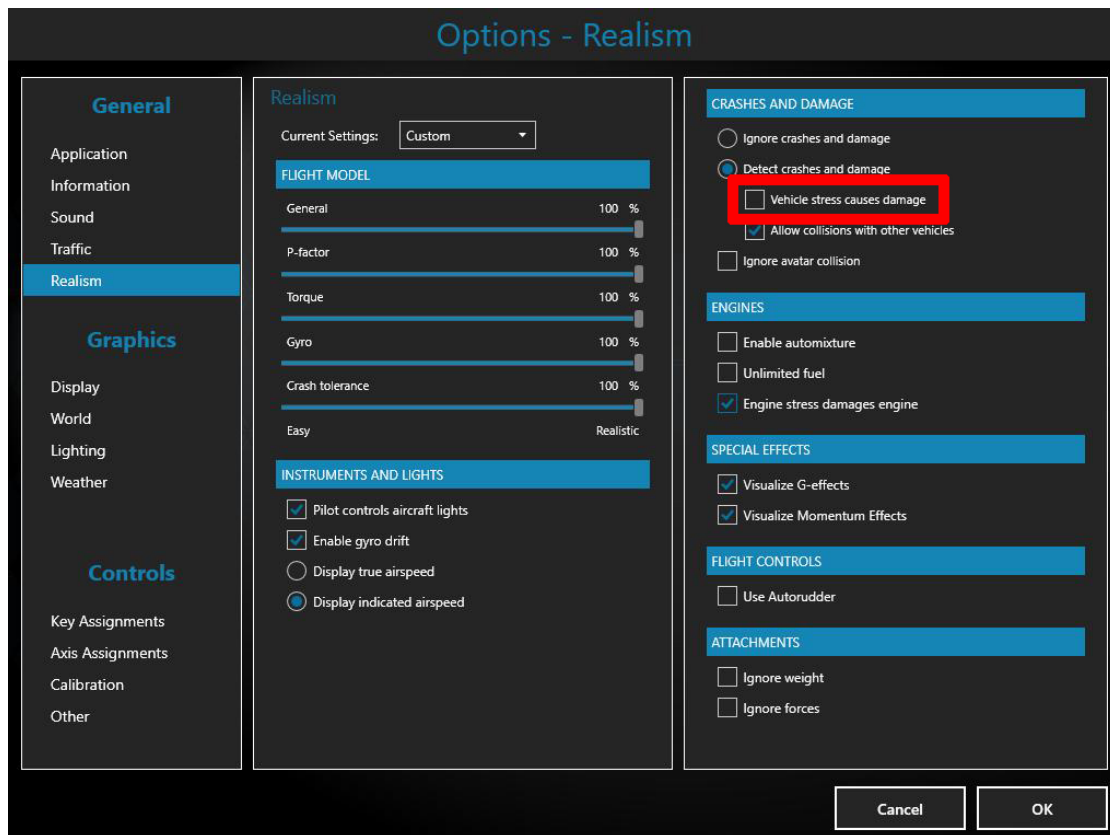 Options - Realism
General
Application
Information
Sound
Traffic
Realism
Graphics
Display
World
Lighting
Weather
Controls
Key Assignments
Axis Assignments
Calibration
Other
Realism
Current Settings: Custom
FLIGHT MODEL
General 100 %
P-factor 100 %
Torque 100 %
Gyro 100 %
Crash tolerance 100 %
Easy Realistic
INSTRUMENTS AND LIGHTS
Pilot controls aircraft lights
Enable gyro drift
Display true airspeed
Display indicated airspeed
CRASHES AND DAMAGE
Ignore crashes and damage
Detect crashes and damage
Vehicle stress causes damage
Allow collisions with other vehicles
Ignore avatar collision
ENGINES
Enable automixture
Unlimited fuel
Engine stress damages engine
SPECIAL EFFECTS
Visualize G-effects
Visualize Momentum Effects
FLIGHT CONTROLS
Use Autorudder
ATTACHMENTS
Ignore weight
Ignore forces
Cancel OK